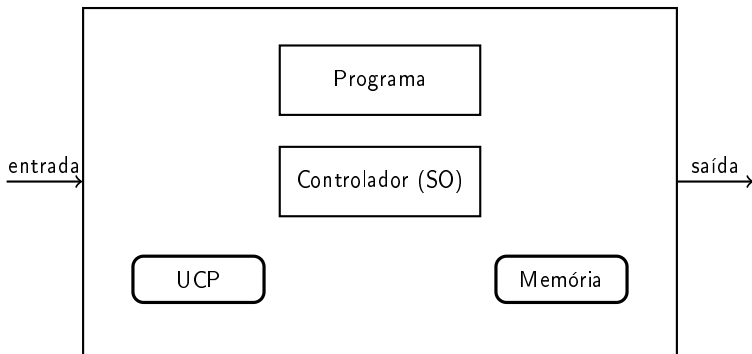 Programa
entrada
Controlador (SO)
saída
UCP
Memória